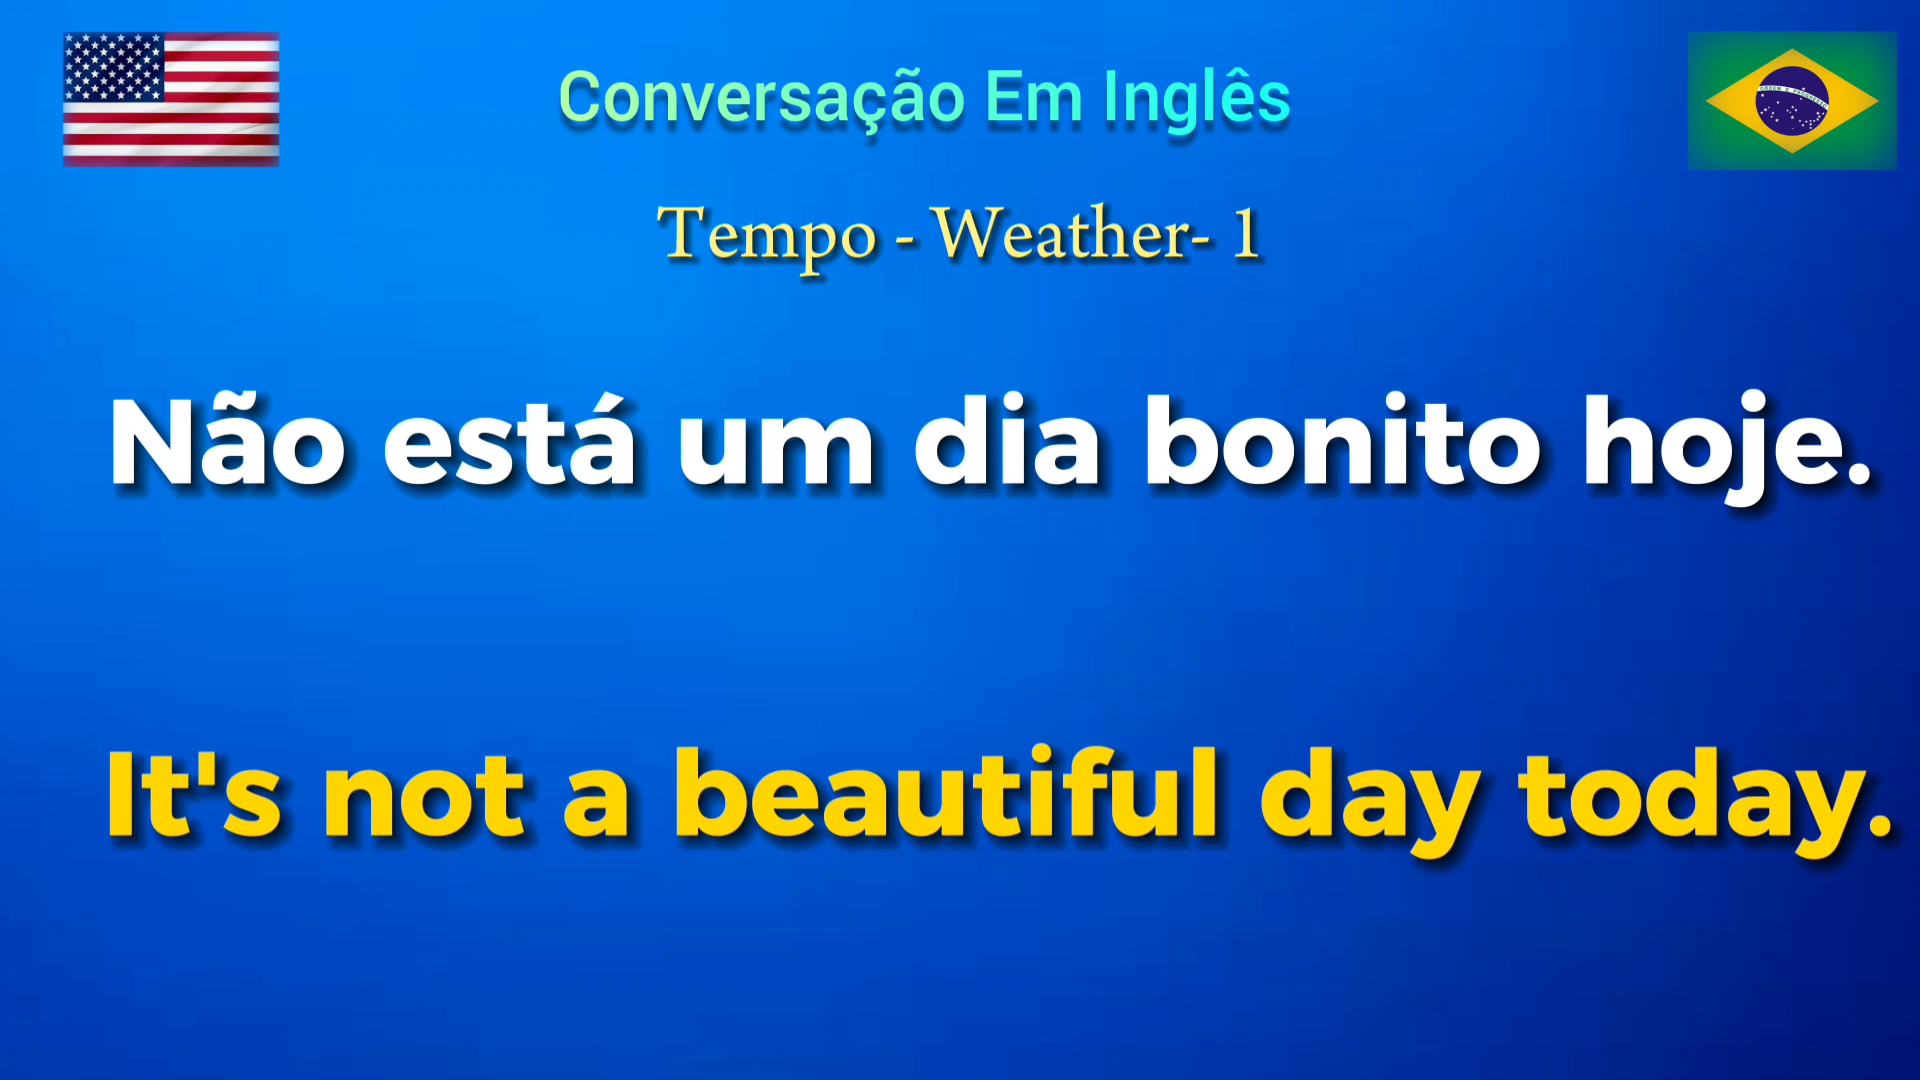 Conversação Em Inglês
Tempo - Weather- 1
Não está um dia bonito hoje.
It's not a beautiful day today.